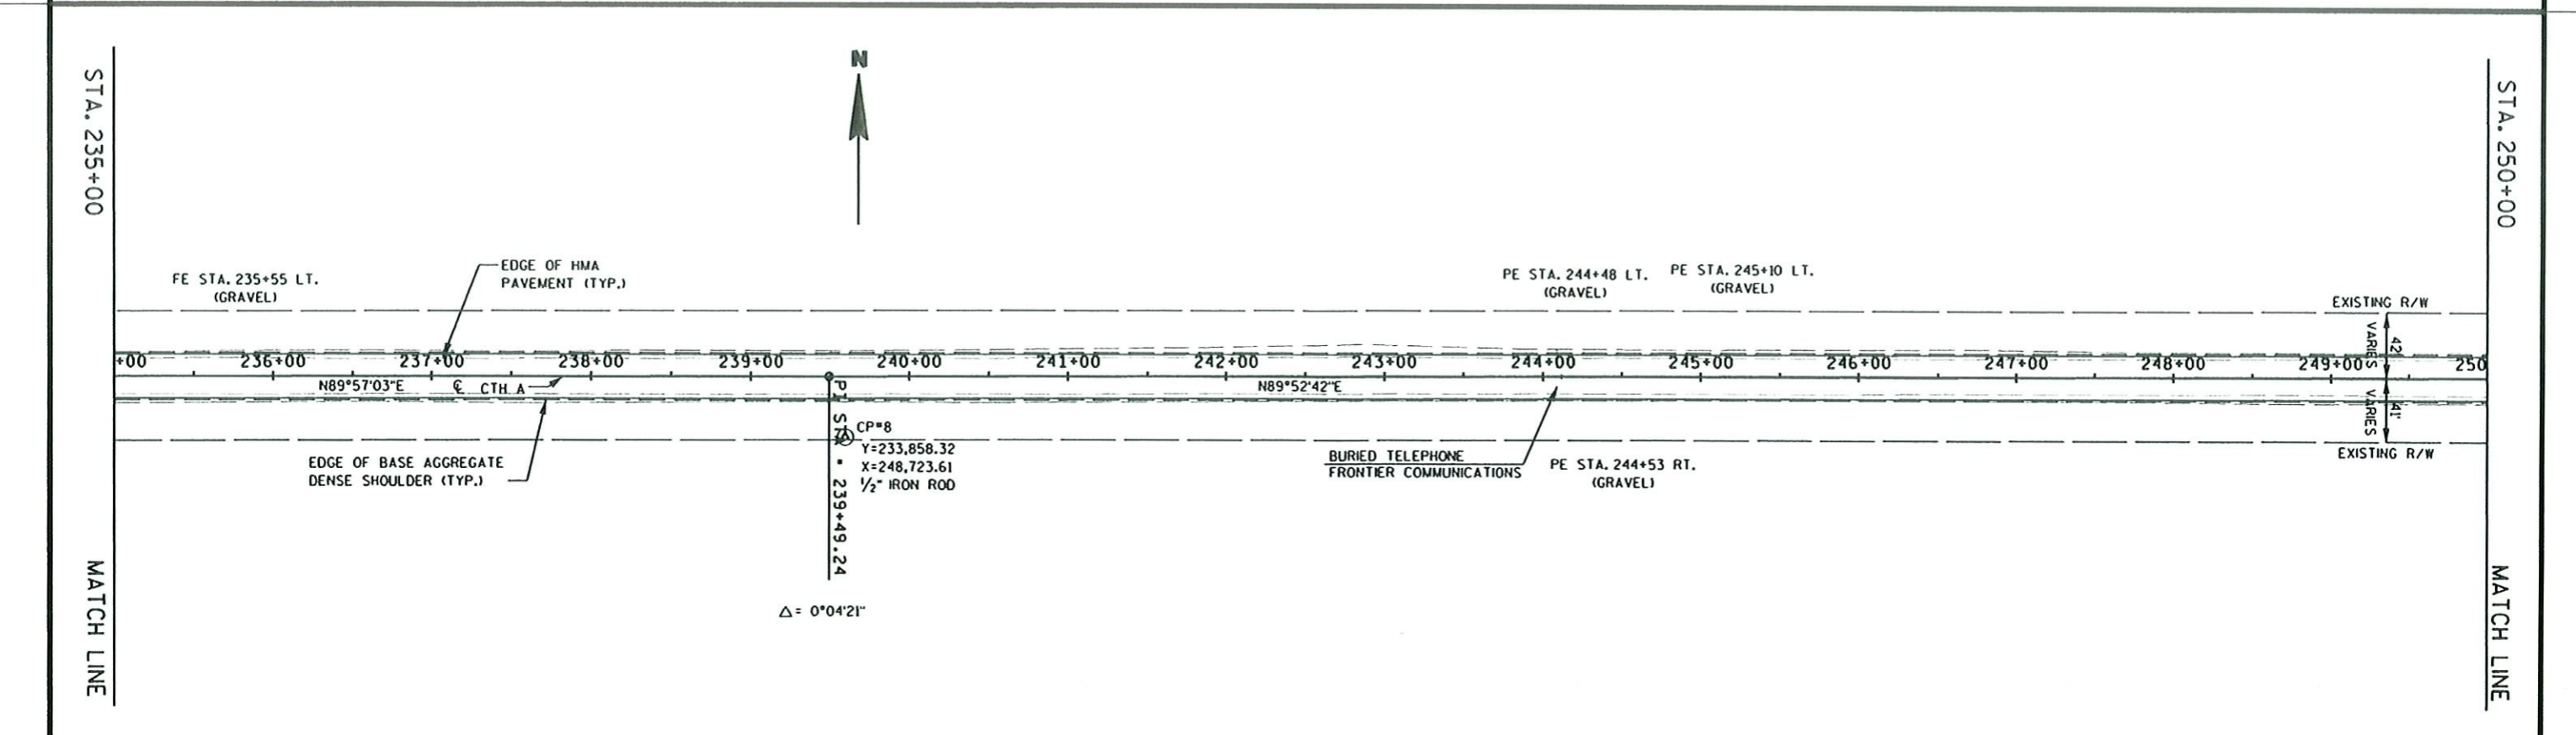 STA. 235+00
MATCH LINE
N
STA. 250+00
MATCH LINE
FE STA. 235+55 LT.
(GRAVEL)
EDGE OF HMA
PAVEMENT (TYP.)
PE STA. 244+48 LT.
(GRAVEL)
PE STA. 245+10 LT.
(GRAVEL)
EXISTING R/W
VARIES
42'
+00 236+00 237+00 238+00 239+00 240+00 241+00 242+00 243+00 244+00 245+00 246+00 247+00 248+00 249+00 250
N89°57'03"E
℄ CTH A
N89°52'42"E
VARIES
41'
EXISTING R/W
EDGE OF BASE AGGREGATE
DENSE SHOULDER (TYP.)
PI STA = 239+49.24
CP#8
Y=233,858.32
X=248,723.61
1/2" IRON ROD
Δ= 0°04'21"
BURIED TELEPHONE
FRONTIER COMMUNICATIONS
PE STA. 244+53 RT.
(GRAVEL)